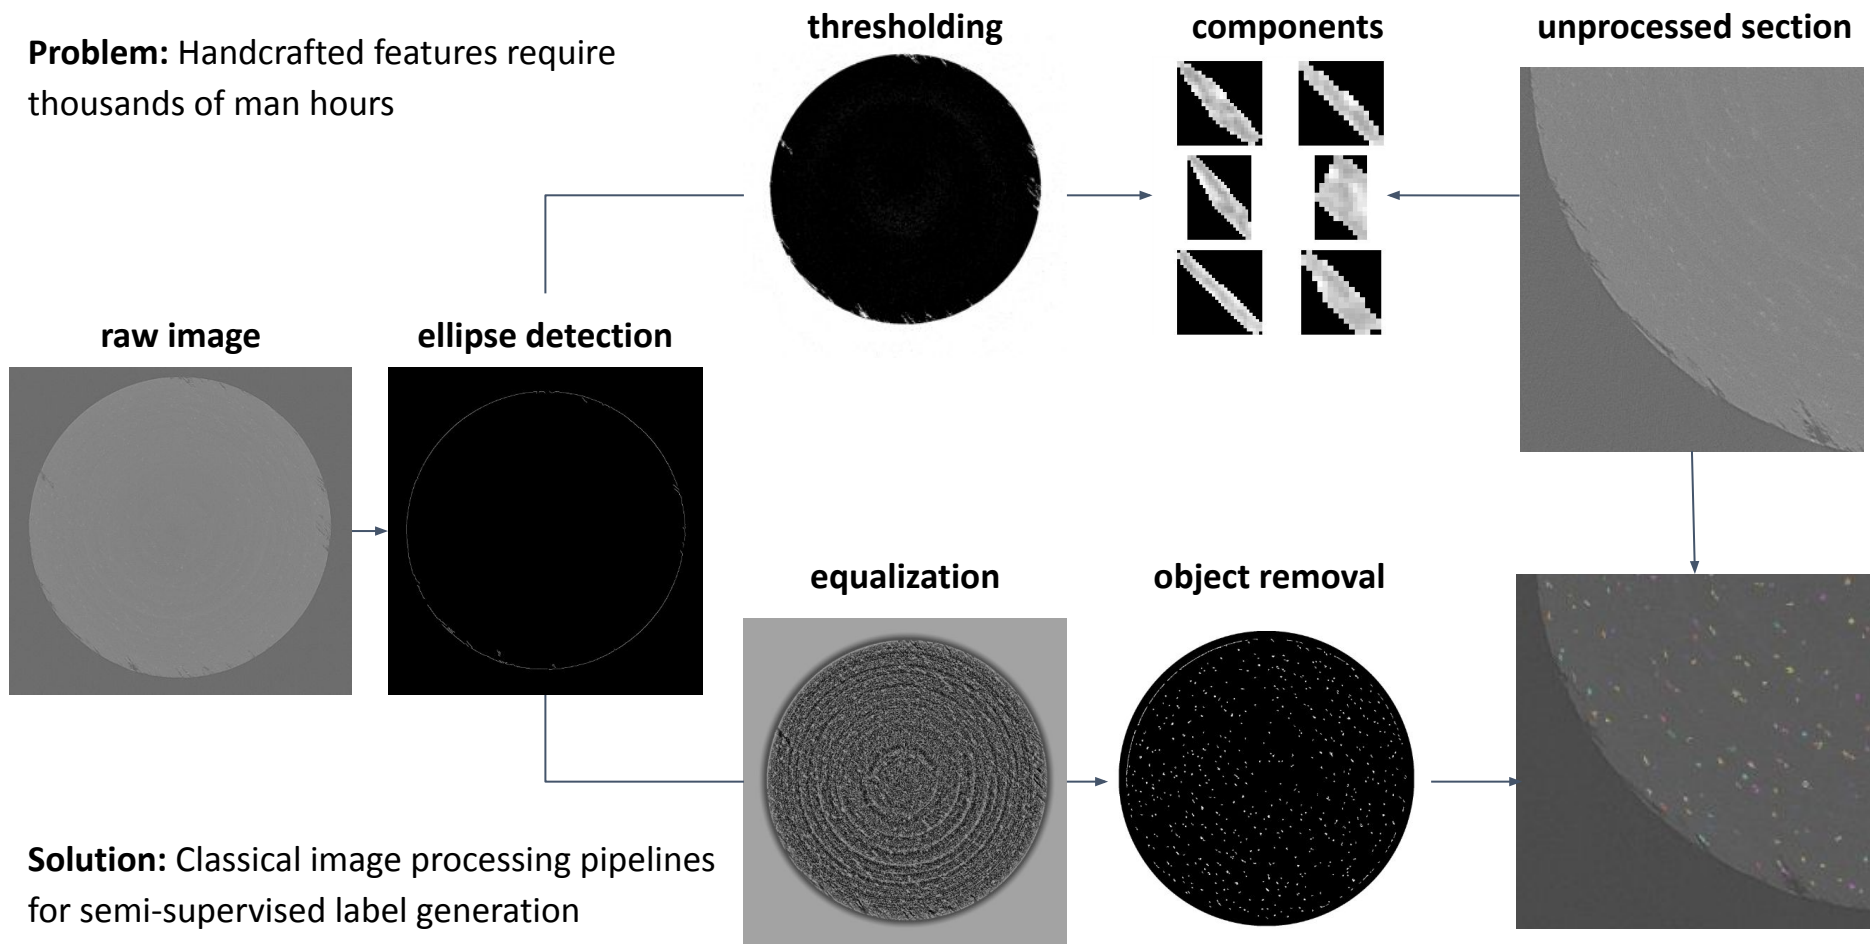 Problem: Handcrafted features require
thousands of man hours
thresholding
components
unprocessed section
raw image
ellipse detection
equalization
object removal
Solution: Classical image processing pipelines
for semi-supervised label generation